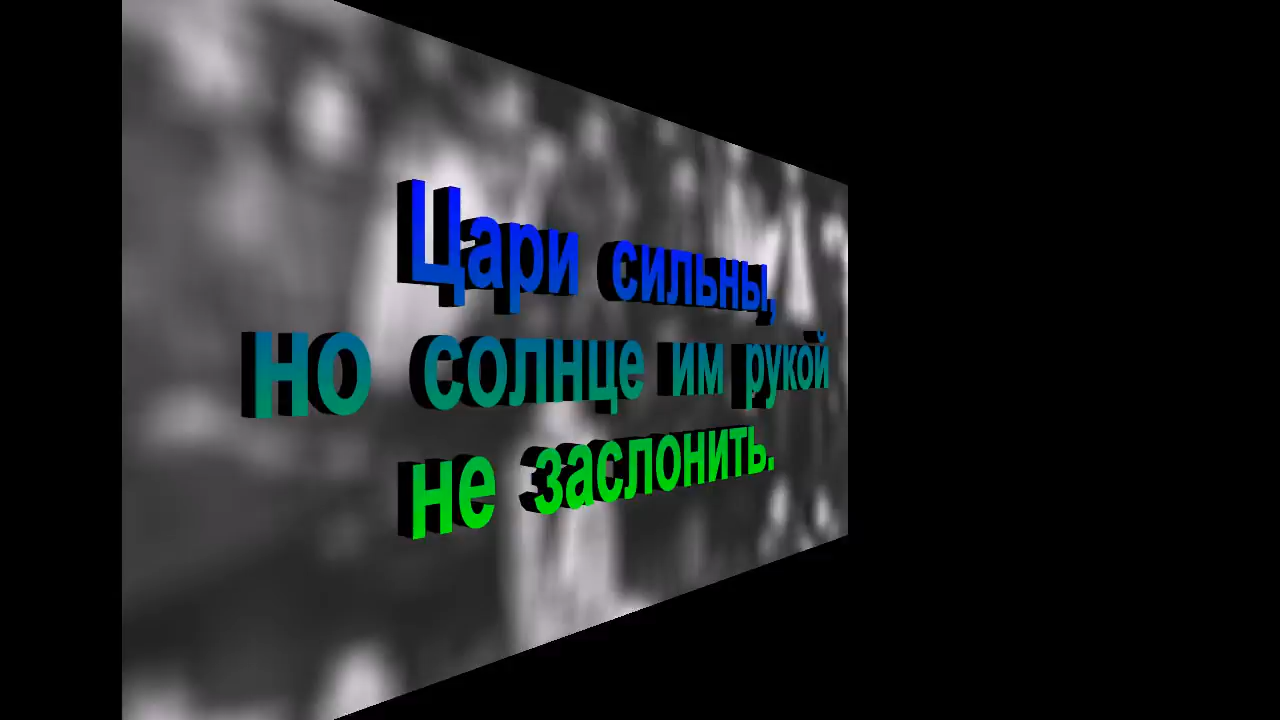 Цари сильны,
но солнце им рукой
не заслонить.